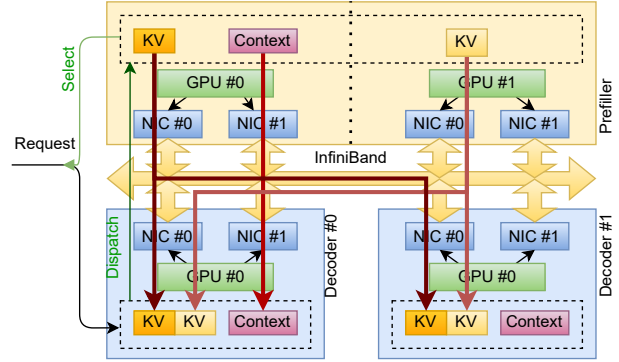 KV
Context
KV
Select
GPU #0
GPU #1
Prefiller
NIC #0
NIC #1
NIC #0
NIC #1
Request
InfiniBand
Dispatch
NIC #0
NIC #1
Decoder #0
NIC #0
NIC #1
Decoder #1
GPU #0
GPU #0
KV
KV
Context
KV
KV
Context